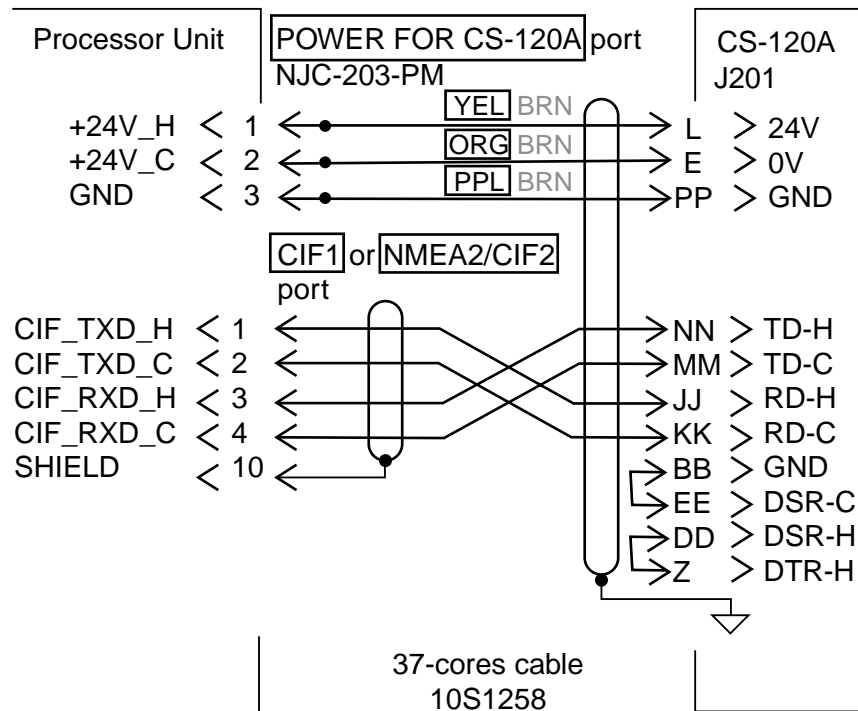 Processor Unit
POWER FOR CS-120A port
NJC-203-PM
CS-120A
J201
+24V_H 1 YEL BRN L 24V
+24V_C 2 ORG BRN E 0V
GND 3 PPL BRN PP GND
CIF1 or NMEA2/CIF2
port
CIF_TXD_H 1 NN TD-H
CIF_TXD_C 2 MM TD-C
CIF_RXD_H 3 JJ RD-H
CIF_RXD_C 4 KK RD-C
SHIELD 10 BB GND
EE DSR-C
DD DSR-H
Z DTR-H
37-cores cable
10S1258